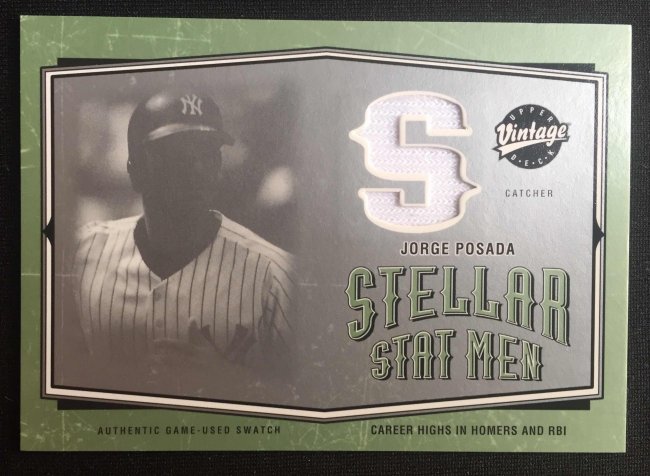 NY
S
UPPER
Vintage
DECK
CATCHER
JORGE POSADA
STELLAR
STAT MEN
AUTHENTIC GAME-USED SWATCH
CAREER HIGHS IN HOMERS AND RBI